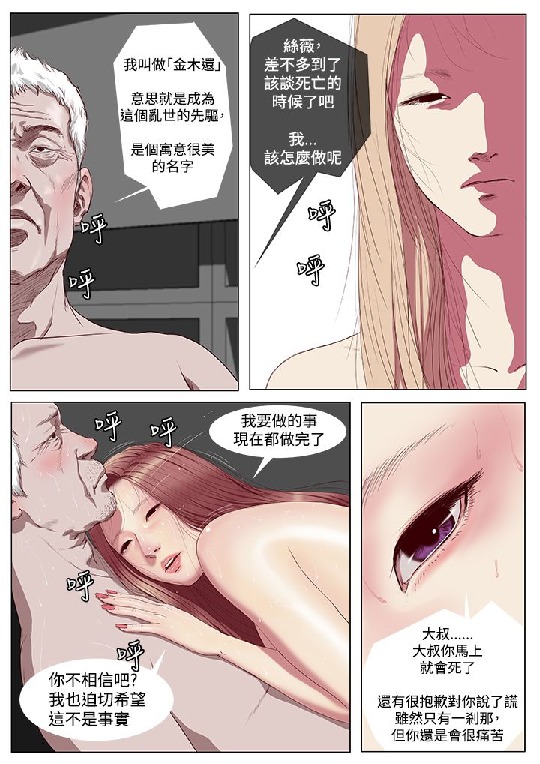 我叫做「金木還」
意思就是成為
這個亂世的先驅，
是個寓意很美
的名字
呼
呼
絲薇，
差不多到了
該談死亡的
時候了吧
我...
該怎麼做呢
呼
呼
我要做的事
現在都做完了
呼
呼
呼
呼
你不相信吧?
我也迫切希望
這不是事實
大叔......
大叔你馬上
就會死了
還有很抱歉對你說了謊
雖然只有一剎那，
但你還是會很痛苦